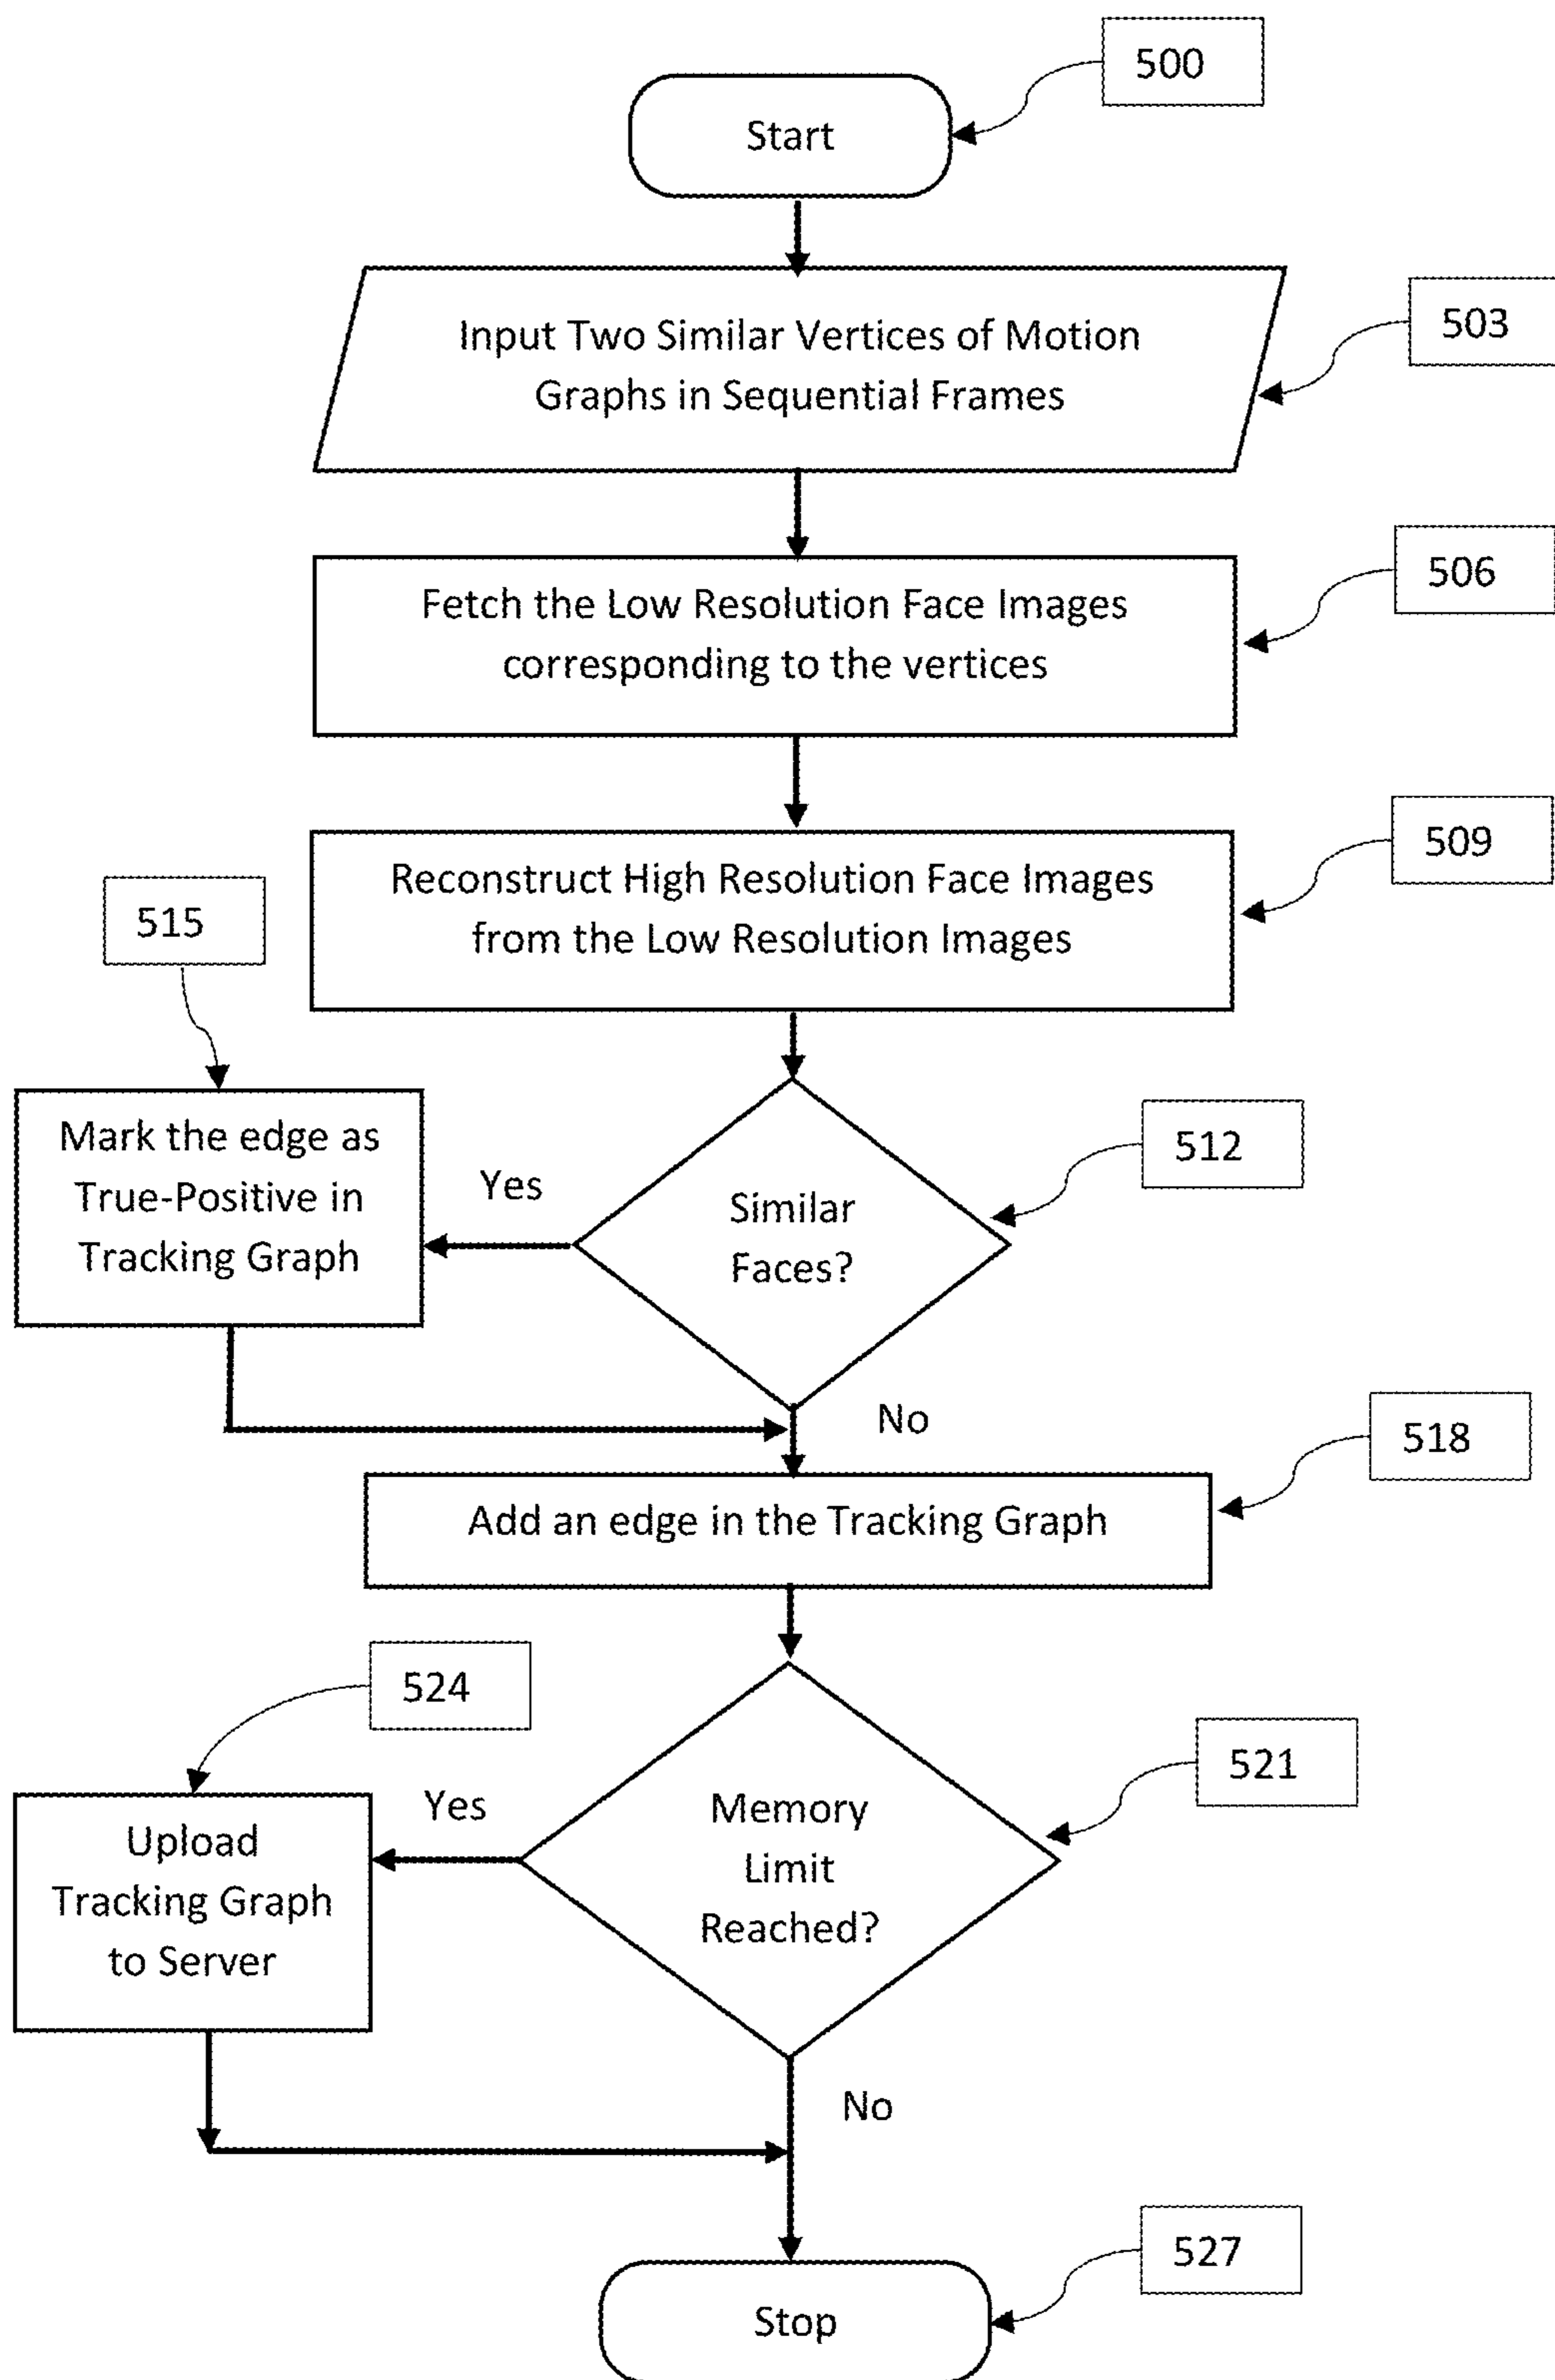 500
Start
Input Two Similar Vertices of Motion
Graphs in Sequential Frames
503
Fetch the Low Resolution Face Images
corresponding to the vertices
506
Reconstruct High Resolution Face Images
from the Low Resolution Images
509
515
Mark the edge as
True-Positive in
Tracking Graph
Yes
Similar
Faces?
512
No
Add an edge in the Tracking Graph
518
524
Upload
Tracking Graph
to Server
Yes
Memory
Limit
Reached?
521
No
Stop
527